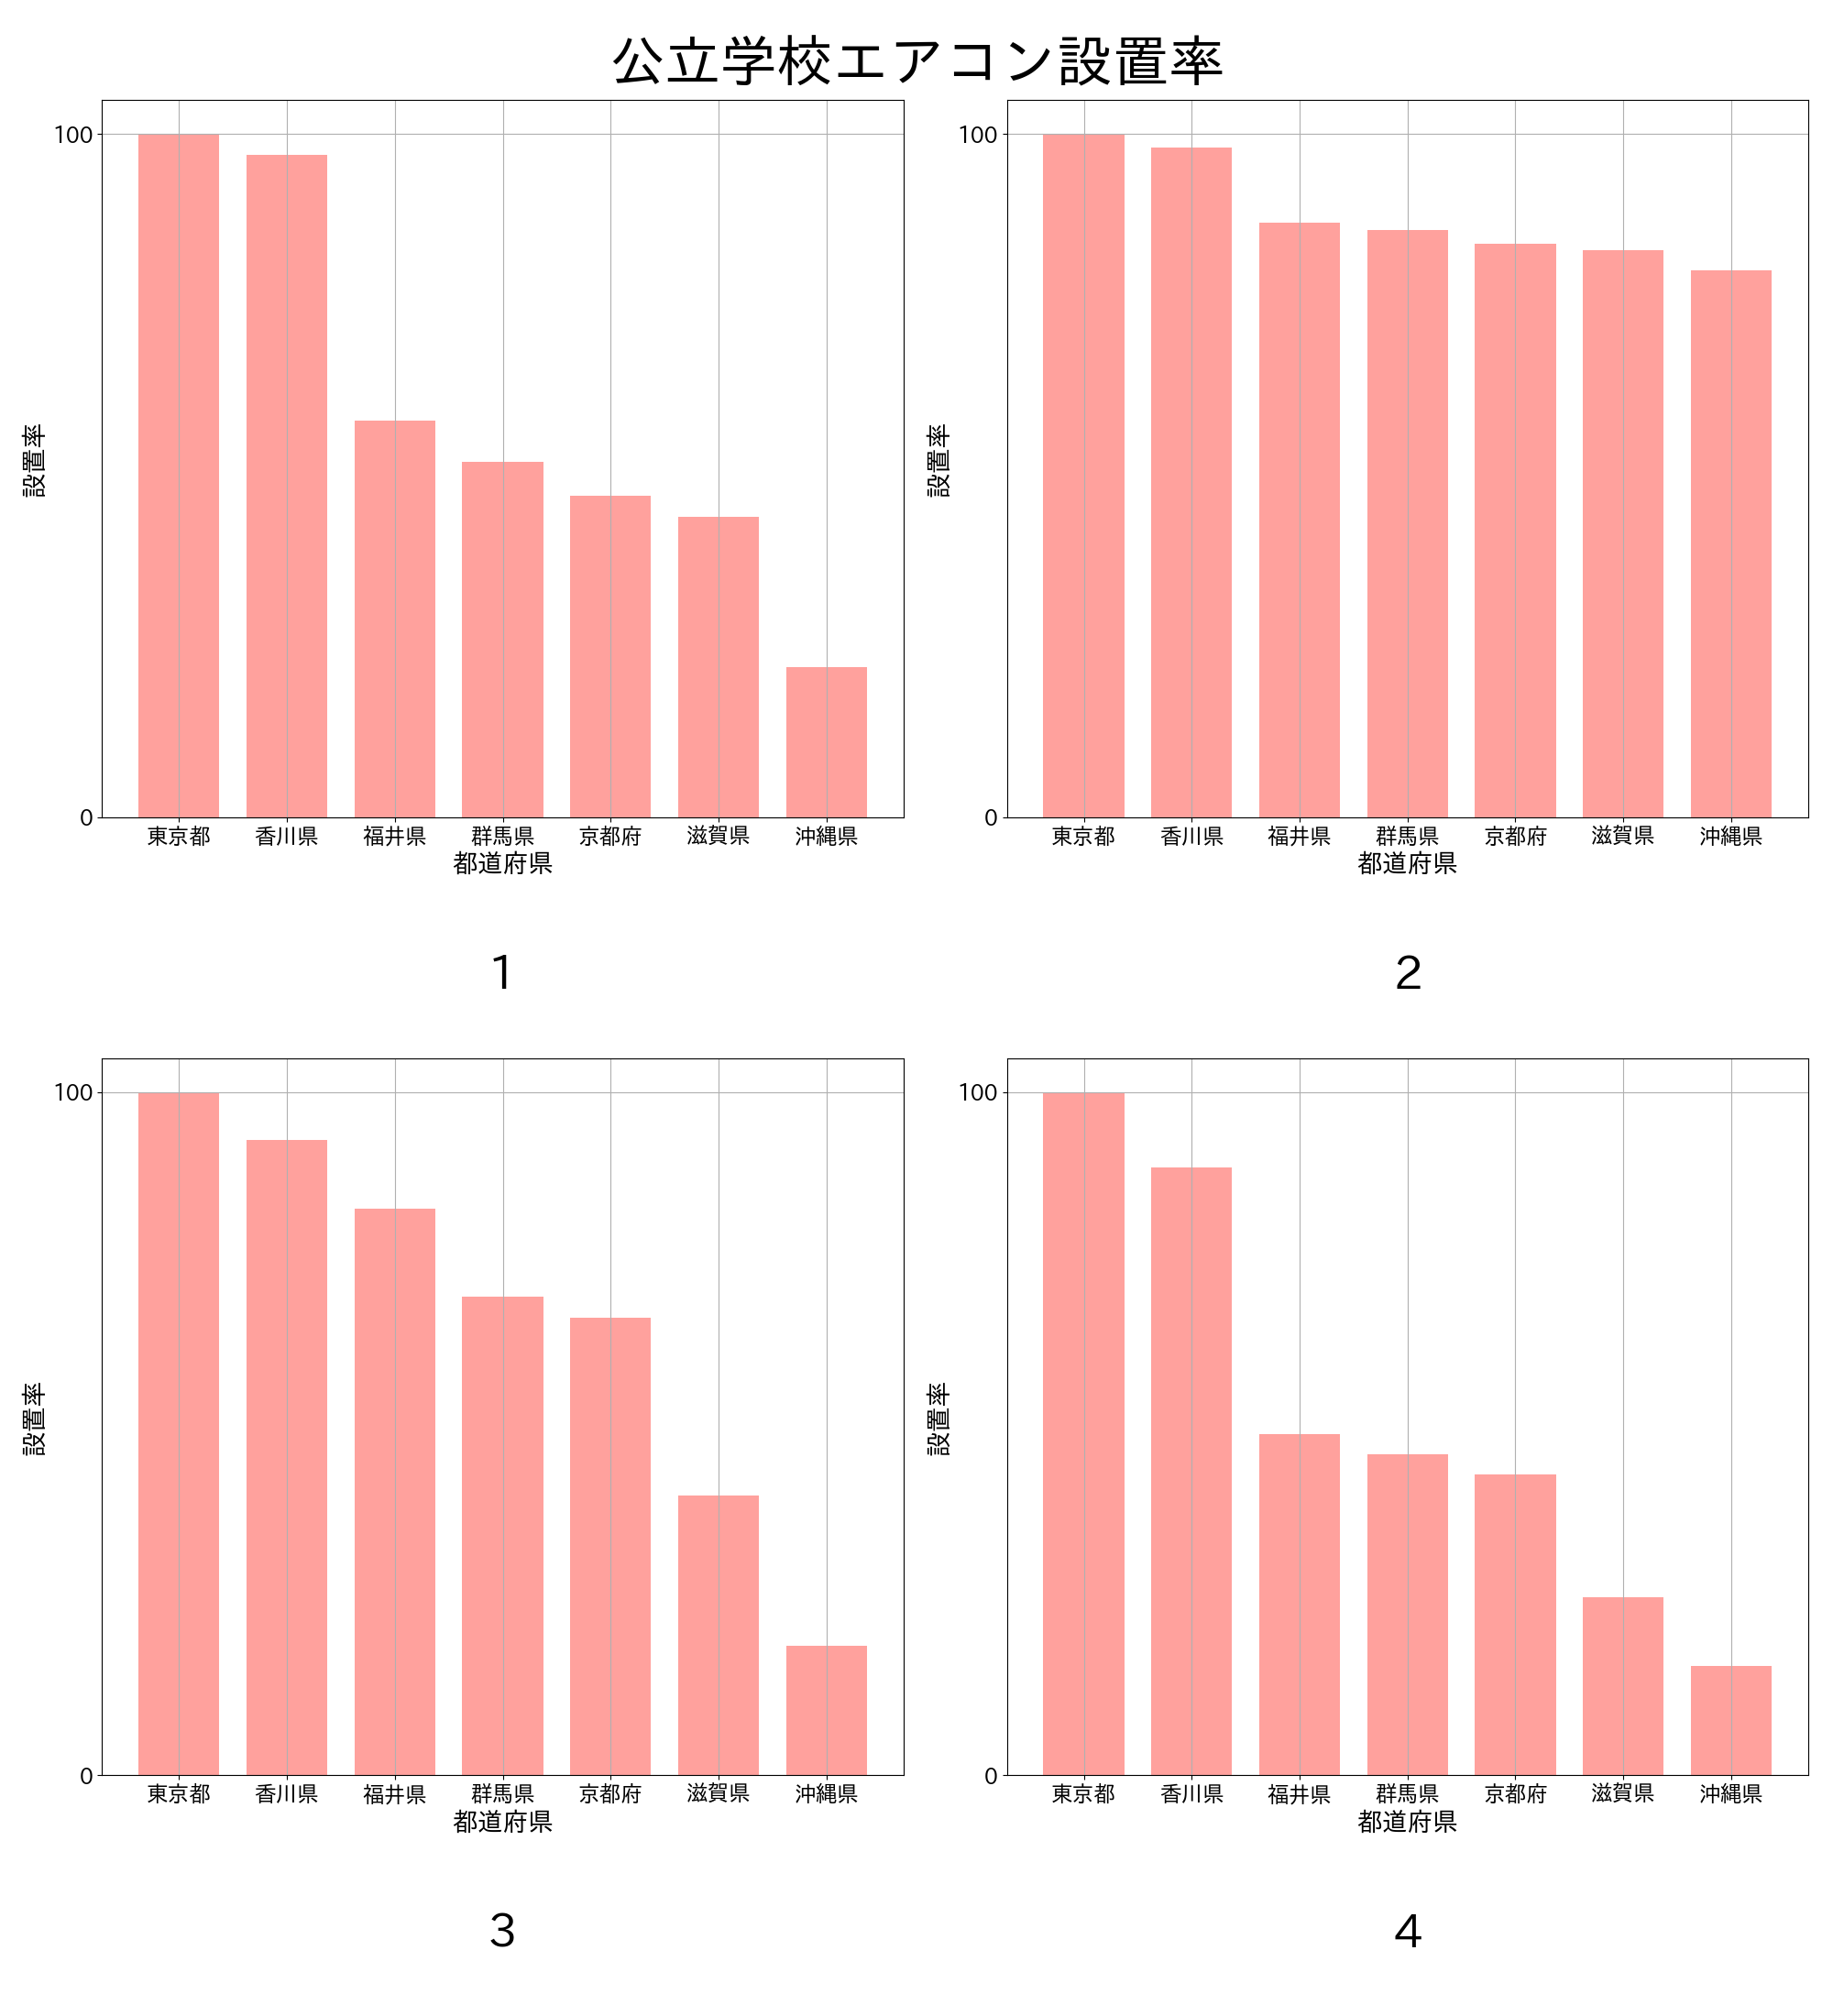 公立学校エアコン設置率
100
0
設置率
東京都 香川県 福井県 群馬県 京都府 滋賀県 沖縄県
都道府県
1
100
0
設置率
東京都 香川県 福井県 群馬県 京都府 滋賀県 沖縄県
都道府県
2
100
0
設置率
東京都 香川県 福井県 群馬県 京都府 滋賀県 沖縄県
都道府県
3
100
0
設置率
東京都 香川県 福井県 群馬県 京都府 滋賀県 沖縄県
都道府県
4